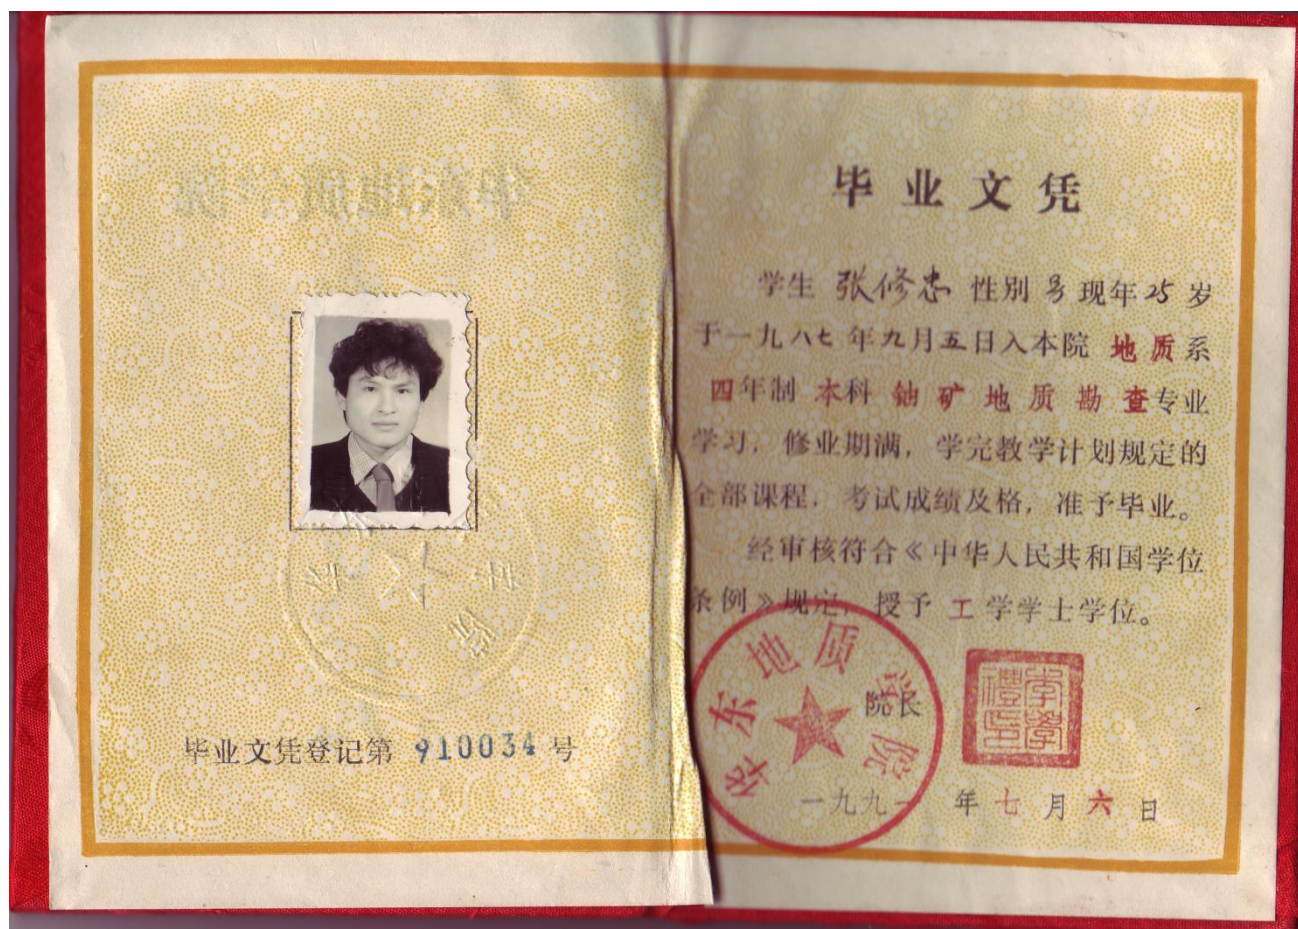 毕业文凭登记第 910034 号
毕业文凭
学生 张修忠 性别 男 现年 25 岁
于一九八七年九月五日入本院 地质 系
四年制 本科 铀矿地质勘查专业
学习，修业期满，学完教学计划规定的
全部课程，考试成绩及格，准予毕业。
经审核符合《中华人民共和国学位
条例》规定，授予 工 学学士学位。
华东地质学院
院长
李学礼印
一九九一 年 七 月 六 日